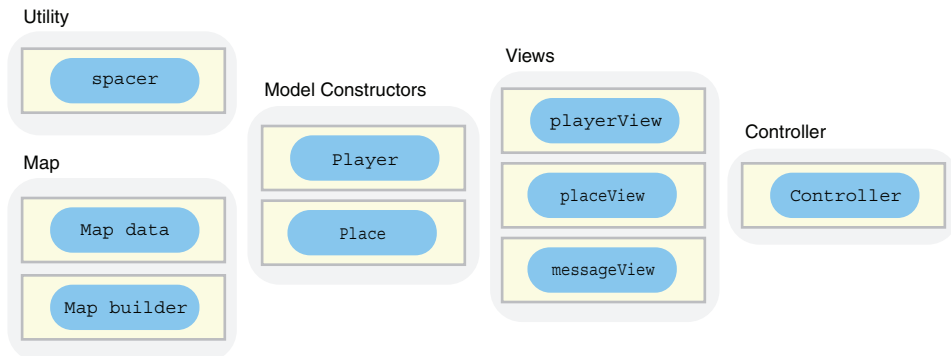 Utility
spacer
Map
Map data
Map builder
Model Constructors
Player
Place
Views
playerView
placeView
messageView
Controller
Controller